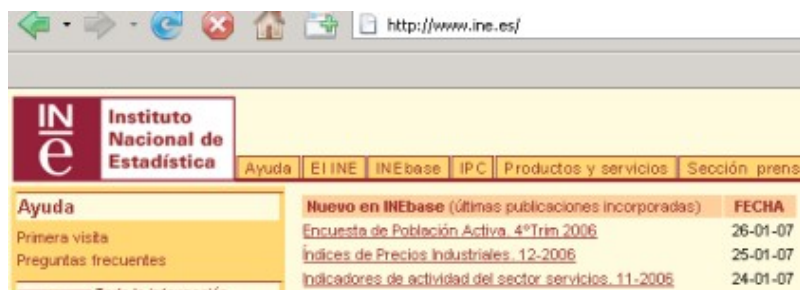 http://www.ine.es/
INe
Instituto
Nacional de
Estadística
Ayuda El INE INEbase IPC Productos y servicios Sección prens
Ayuda
Primera visita
Preguntas frecuentes
Nuevo en INEbase (últimas publicaciones incorporadas) FECHA
Encuesta de Población Activa. 4ºTrim 2006 26-01-07
Índices de Precios Industriales. 12-2006 25-01-07
Indicadores de actividad del sector servicios. 11-2006 24-01-07